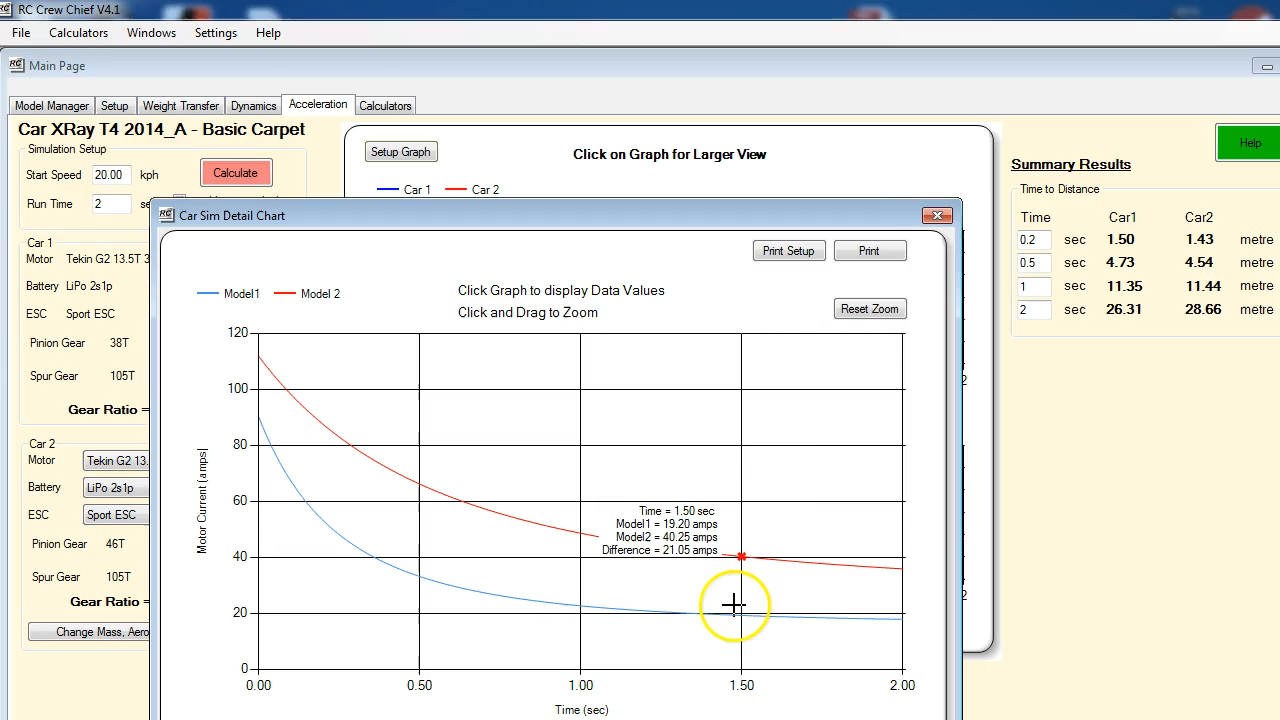 RC Crew Chief V4.1
File Calculators Windows Settings Help
Main Page
Model Manager Setup Weight Transfer Dynamics Acceleration Calculators
Car XRay T4 2014_A - Basic Carpet
Simulation Setup
Start Speed 20.00 kph Calculate
Run Time 2
Setup Graph Click on Graph for Larger View
Car 1 Car 2
Help
Summary Results
Time to Distance
Time Car1 Car2
0.2 sec 1.50 1.43 metre
0.5 sec 4.73 4.54 metre
1 sec 11.35 11.44 metre
2 sec 26.31 28.66 metre
Car 1
Motor Tekin G2 13.5T 3
Battery LiPo 2s1p
ESC Sport ESC
Pinion Gear 38T
Spur Gear 105T
Gear Ratio =
Car 2
Motor Tekin G2 13.
Battery LiPo 2s1p
ESC Sport ESC
Pinion Gear 46T
Spur Gear 105T
Gear Ratio =
Change Mass, Aero
Car Sim Detail Chart
Print Setup Print
Model1 Model 2
Click Graph to display Data Values
Click and Drag to Zoom
Reset Zoom
120
100
80
60
40
20
0
Motor Current (amps)
Time = 1.50 sec
Model1 = 19.20 amps
Model2 = 40.25 amps
Difference = 21.05 amps
0.00 0.50 1.00 1.50 2.00
Time (sec)